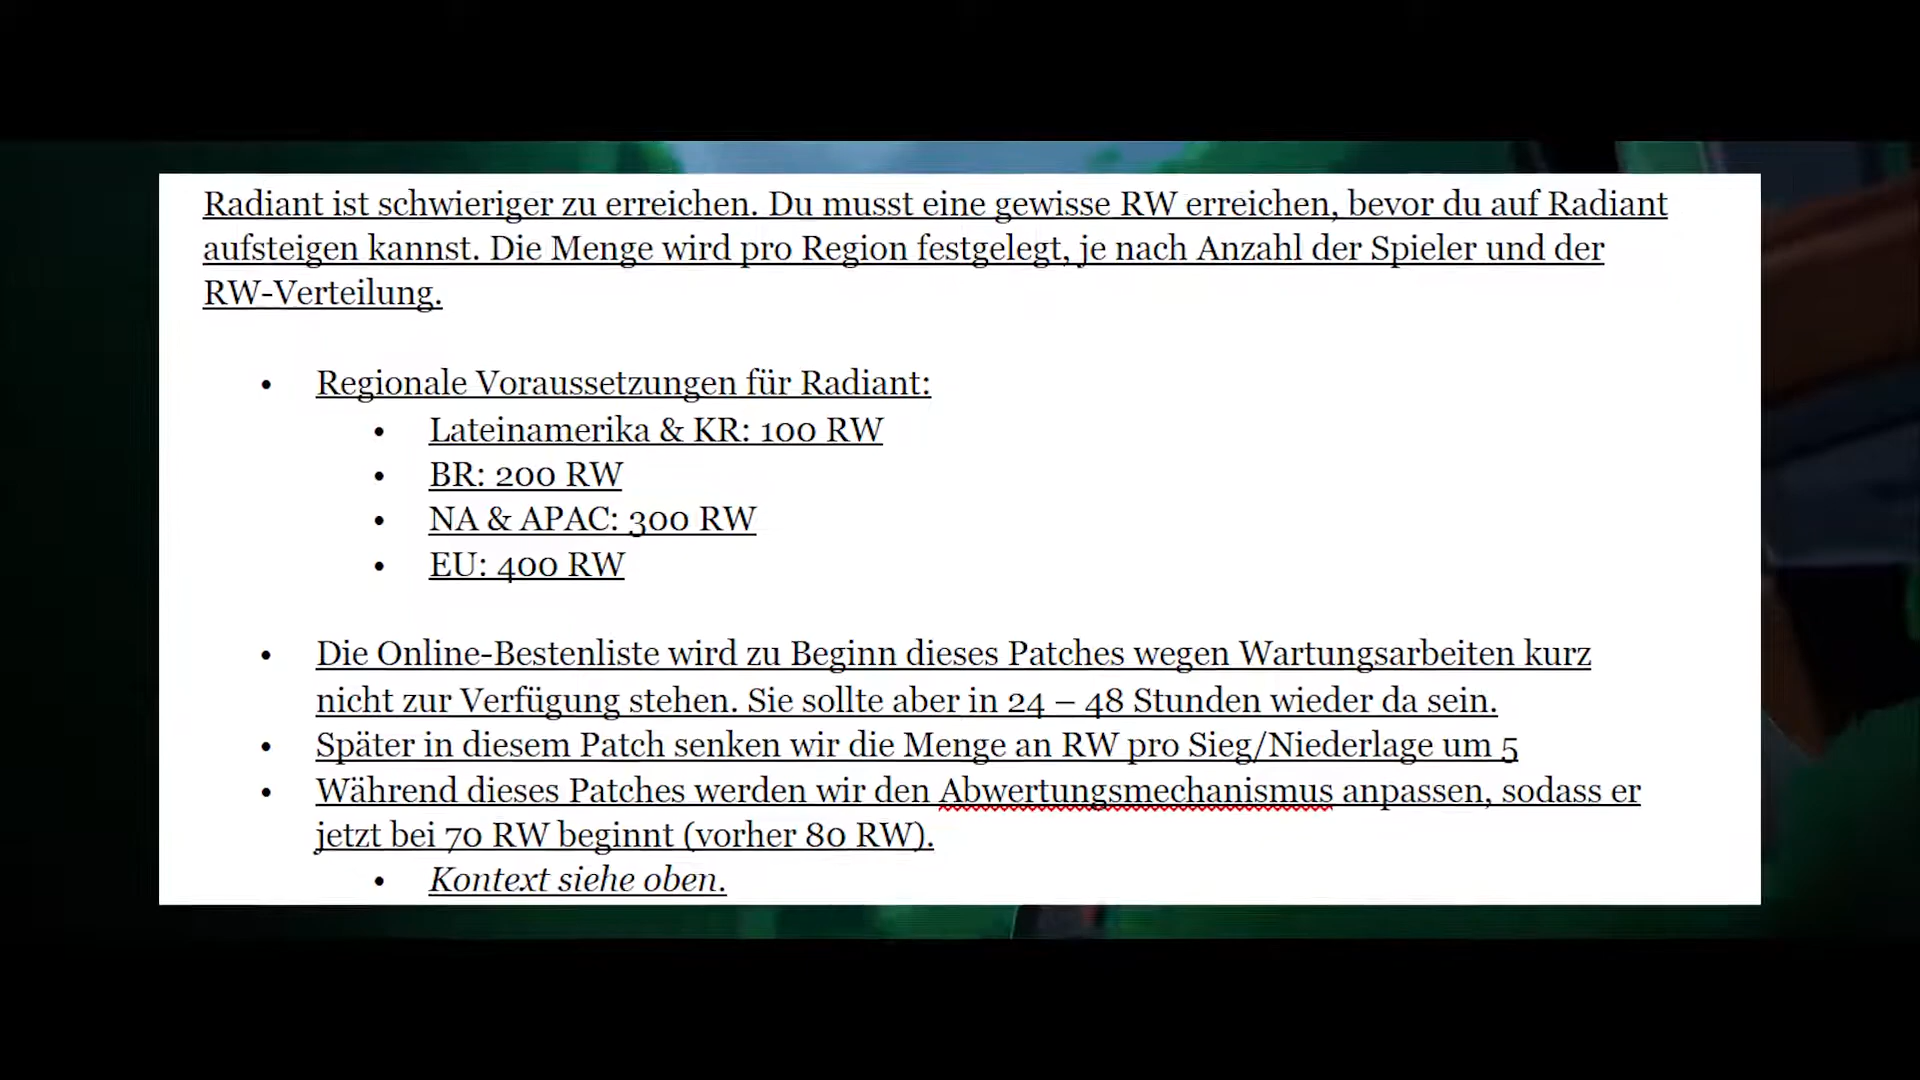 Radiant ist schwieriger zu erreichen. Du musst eine gewisse RW erreichen, bevor du auf Radiant
aufsteigen kannst. Die Menge wird pro Region festgelegt, je nach Anzahl der Spieler und der
RW-Verteilung.
• Regionale Voraussetzungen für Radiant:
• Lateinamerika & KR: 100 RW
• BR: 200 RW
• NA & APAC: 300 RW
• EU: 400 RW
• Die Online-Bestenliste wird zu Beginn dieses Patches wegen Wartungsarbeiten kurz
nicht zur Verfügung stehen. Sie sollte aber in 24 – 48 Stunden wieder da sein.
• Später in diesem Patch senken wir die Menge an RW pro Sieg/Niederlage um 5
• Während dieses Patches werden wir den Abwertungsmechanismus anpassen, sodass er
jetzt bei 70 RW beginnt (vorher 80 RW).
• Kontext siehe oben.